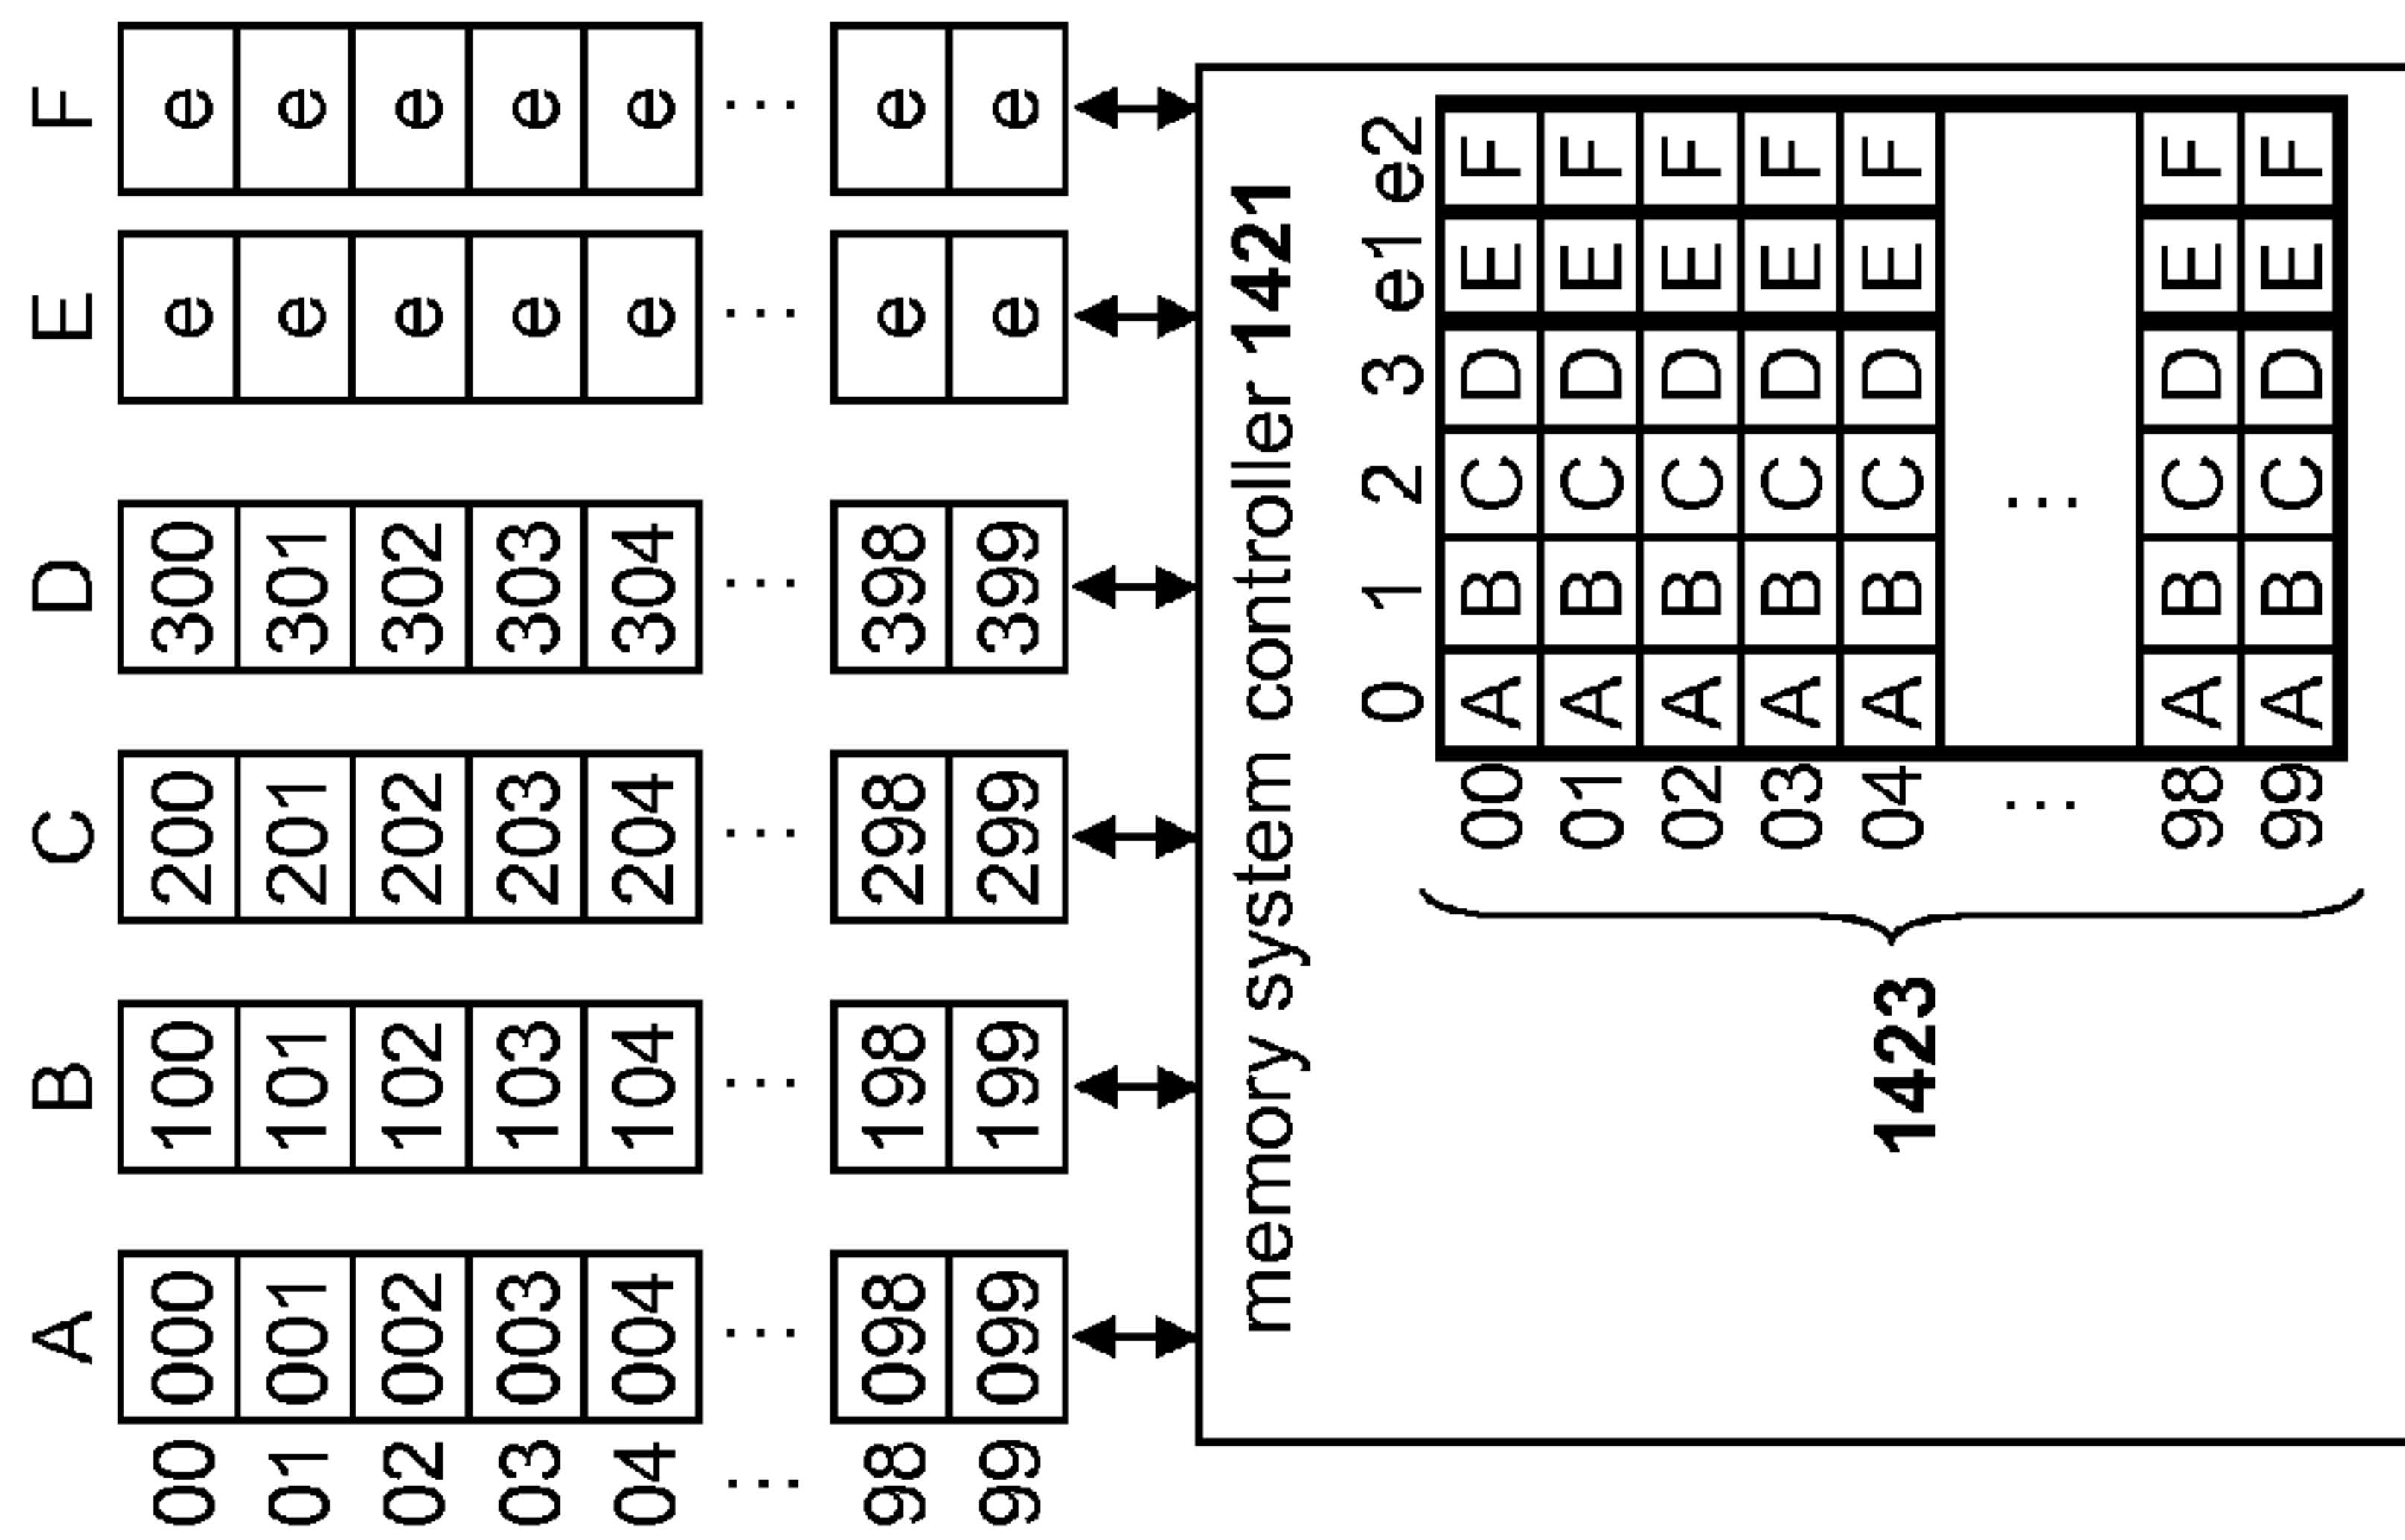 A B C D E F
00 000 100 200 300 e e
01 001 101 201 301 e e
02 002 102 202 302 e e
03 003 103 203 303 e e
04 004 104 204 304 e e
... ... ... ... ... ... ...
98 098 198 298 398 e e
99 099 199 299 399 e e
memory system controller 1421
0 1 2 3 e1 e2
00 A B C D E F
01 A B C D E F
02 A B C D E F
03 A B C D E F
04 A B C D E F
1423
... ...
98 A B C D E F
99 A B C D E F